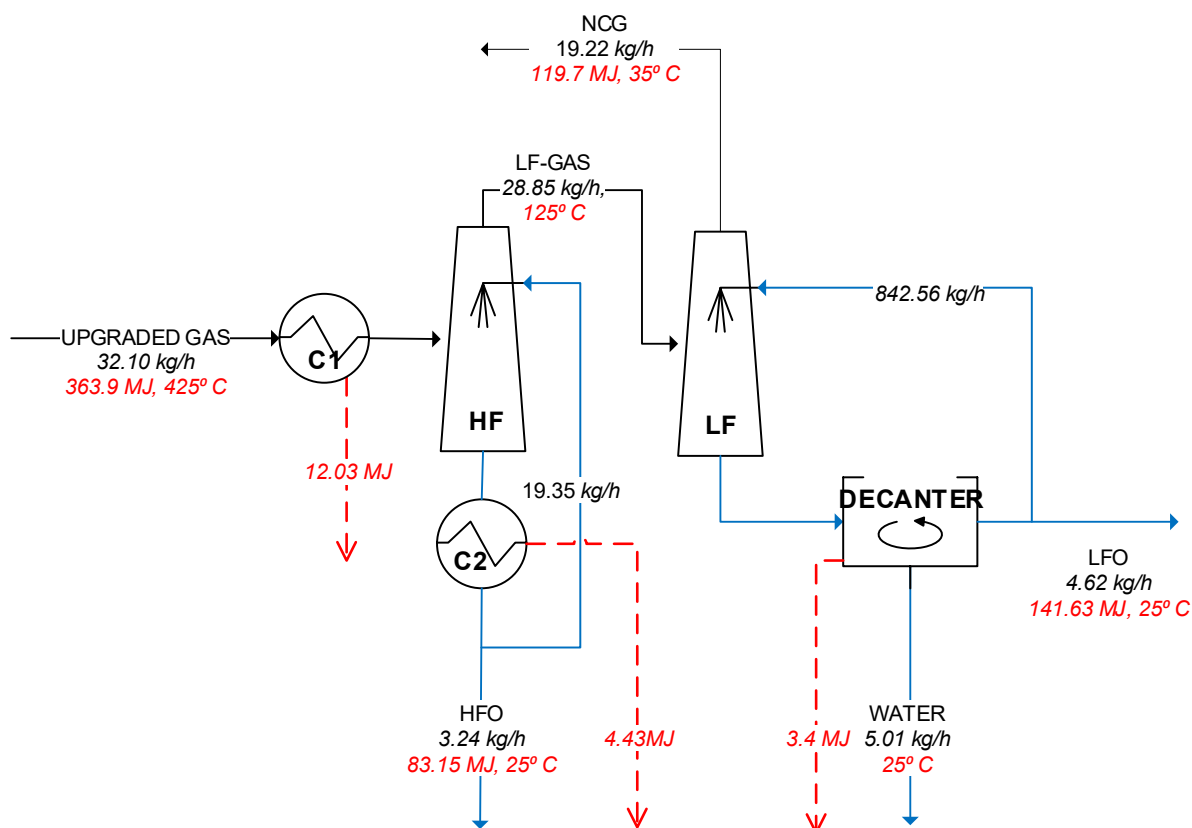 NCG
19.22 kg/h
119.7 MJ, 35º C
LF-GAS
28.85 kg/h,
125º C
842.56 kg/h
UPGRADED GAS
32.10 kg/h
363.9 MJ, 425º C
C1
HF
LF
12.03 MJ
19.35 kg/h
DECANTER
C2
LFO
4.62 kg/h
141.63 MJ, 25º C
HFO
3.24 kg/h
83.15 MJ, 25º C
4.43MJ
3.4 MJ
WATER
5.01 kg/h
25º C